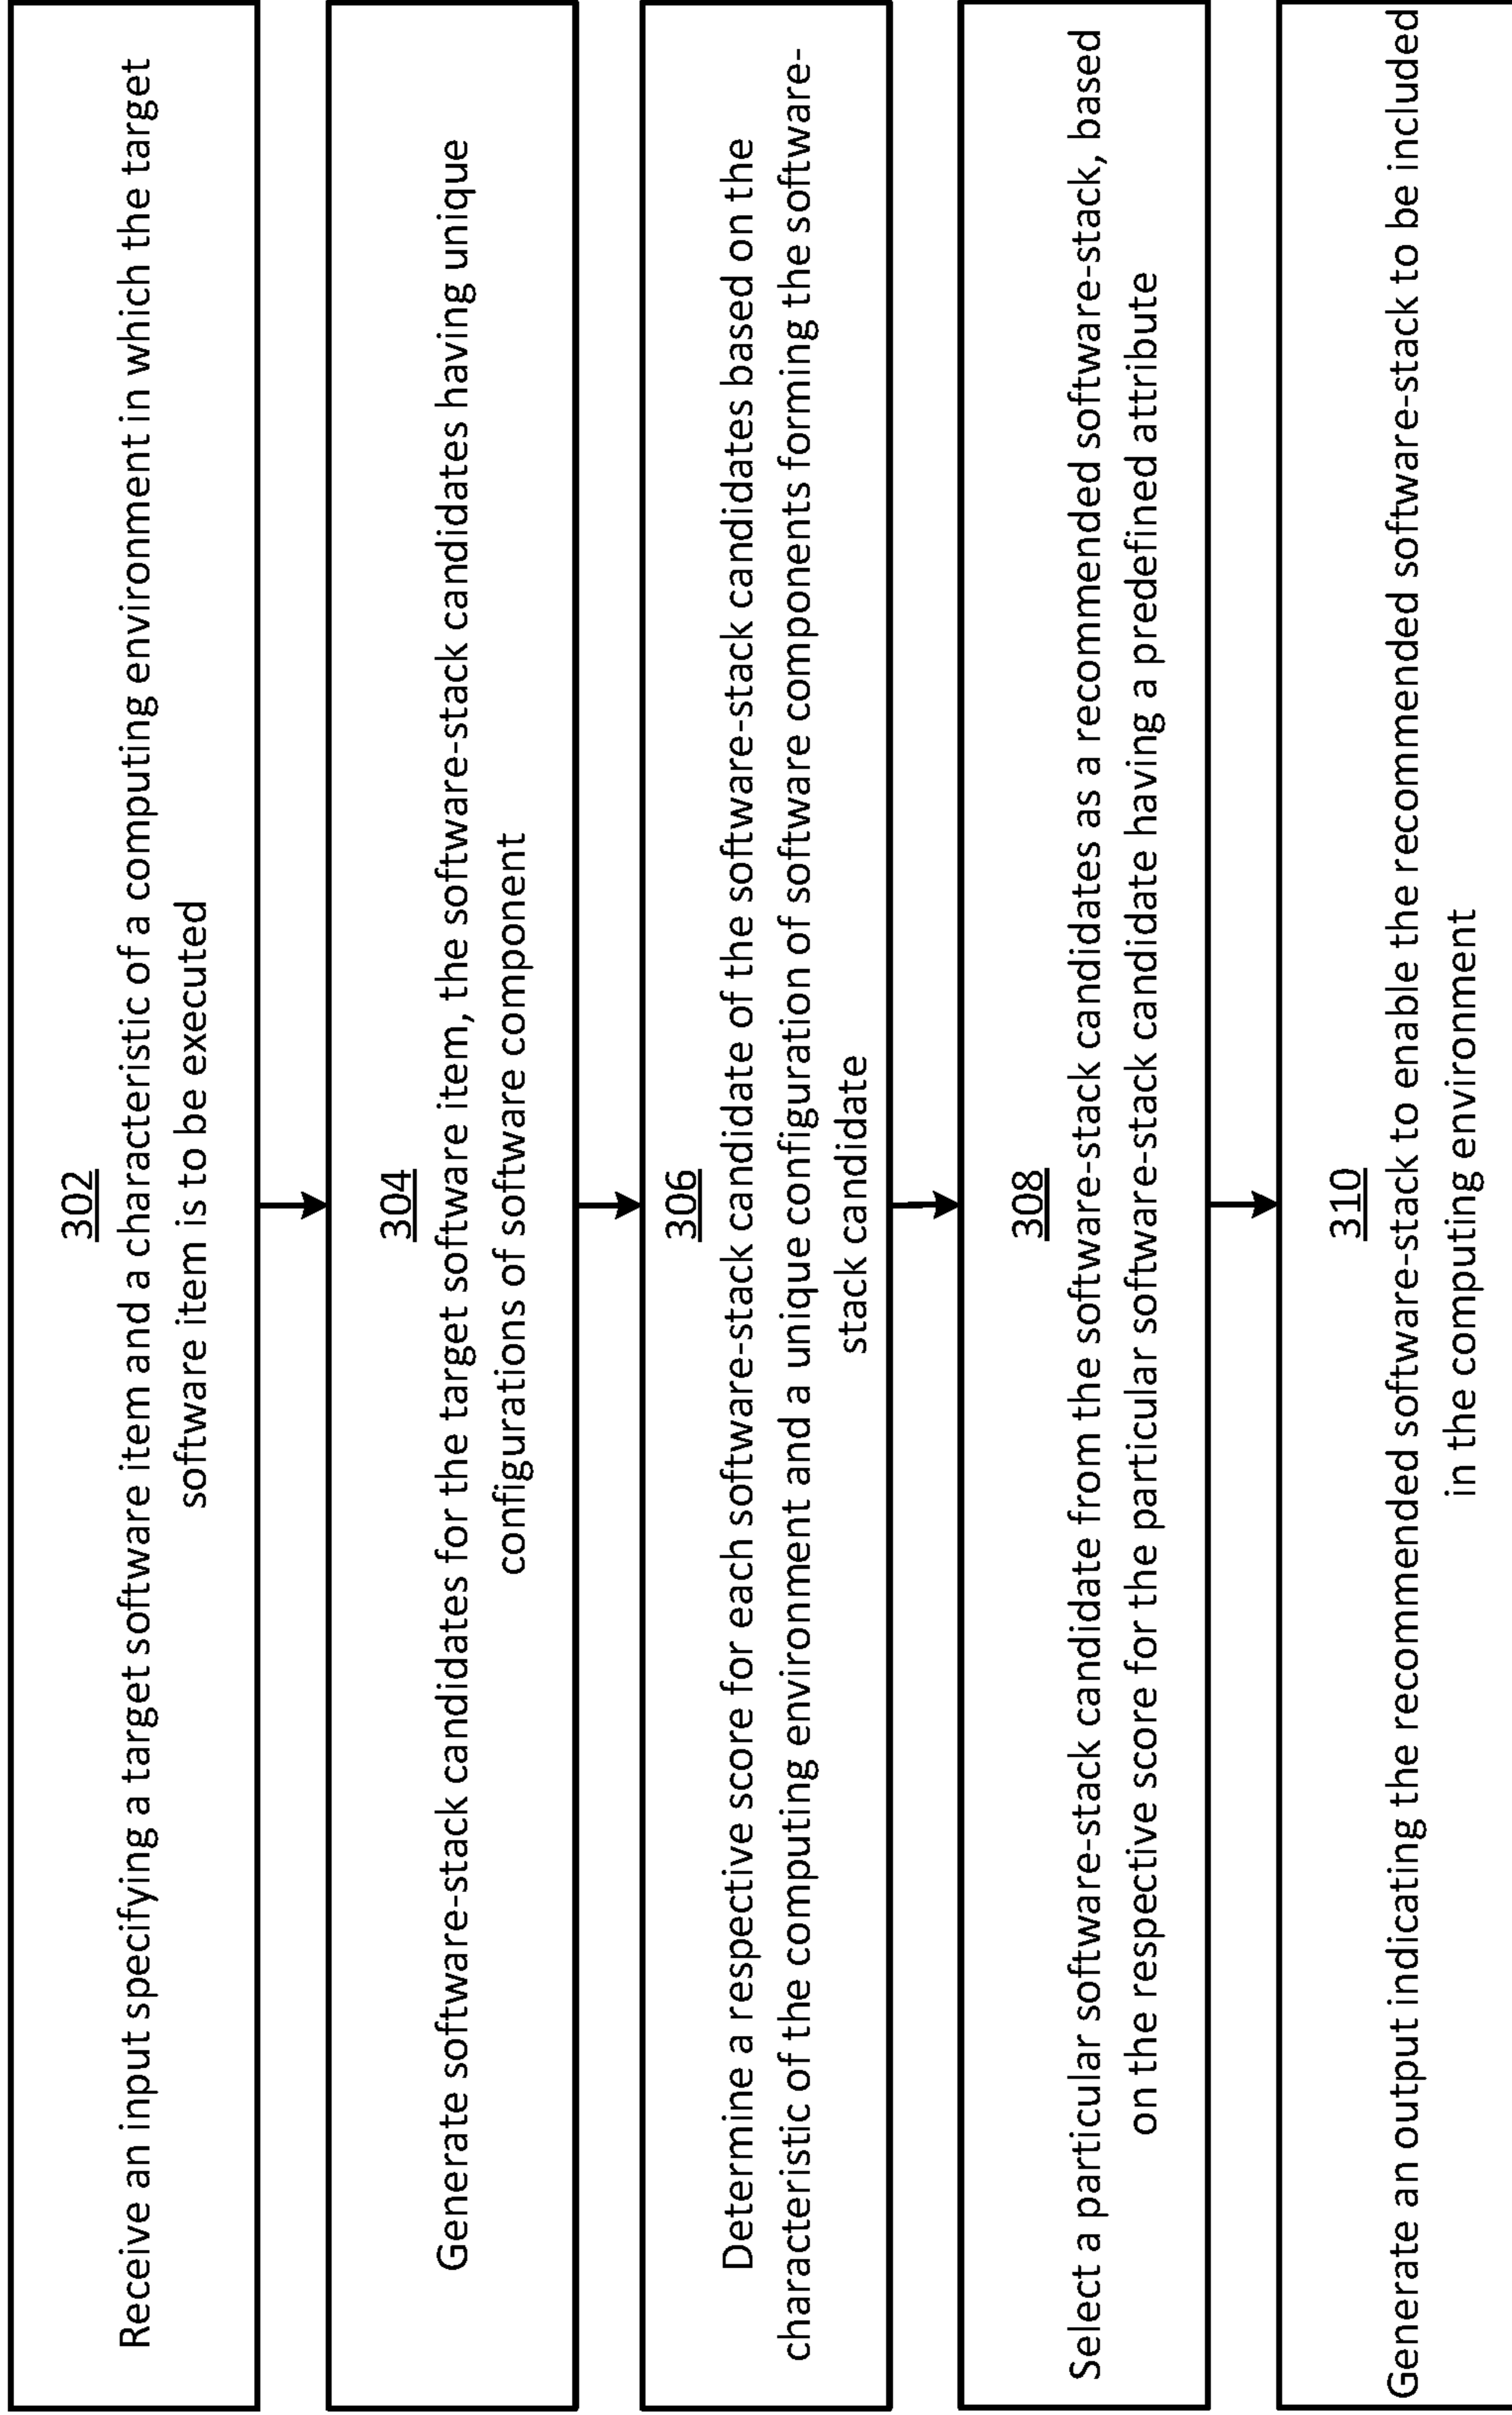 302
Receive an input specifying a target software item and a characteristic of a computing environment in which the target
software item is to be executed
304
Generate software-stack candidates for the target software item, the software-stack candidates having unique
configurations of software component
306
Determine a respective score for each software-stack candidate of the software-stack candidates based on the
characteristic of the computing environment and a unique configuration of software components forming the software-
stack candidate
308
Select a particular software-stack candidate from the software-stack candidates as a recommended software-stack, based
on the respective score for the particular software-stack candidate having a predefined attribute
310
Generate an output indicating the recommended software-stack to enable the recommended software-stack to be included
in the computing environment